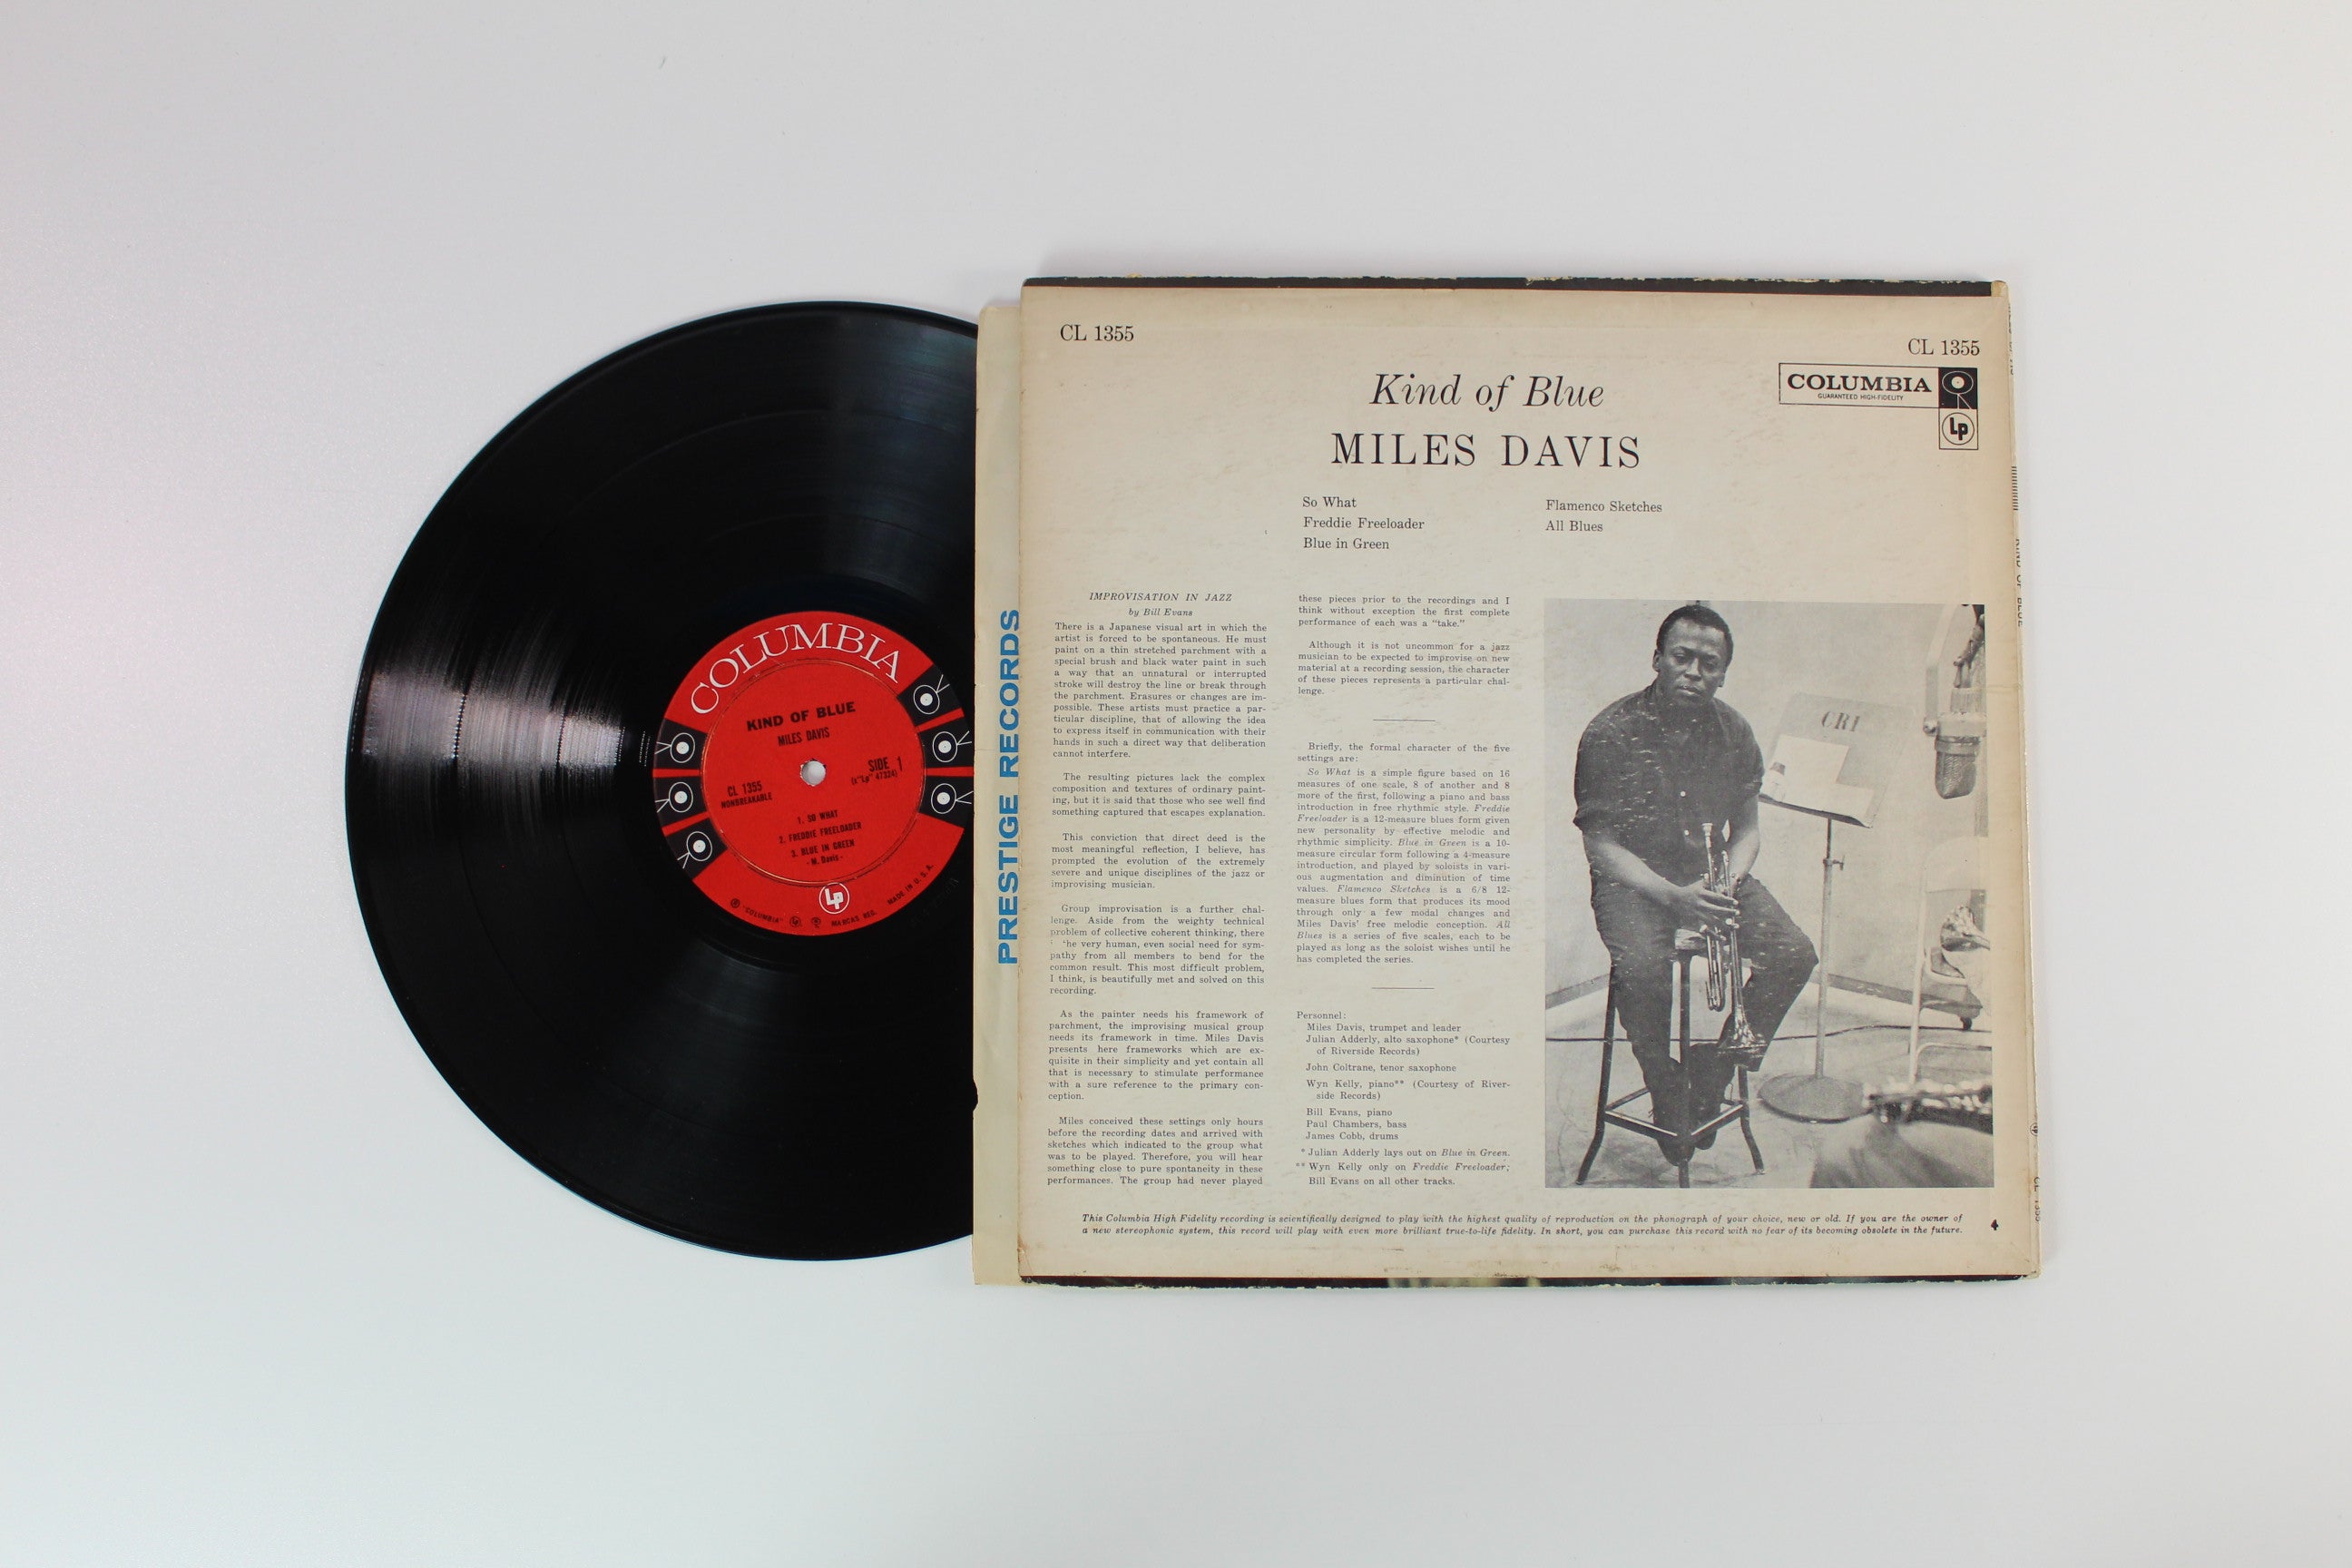 COLUMBIA
KIND OF BLUE
MILES DAVIS
SIDE 1
(x"Lp" 47324)
CL 1355
NONBREAKABLE
1. SO WHAT
2. FREDDIE FREELOADER
3. BLUE IN GREEN
- M. Davis -
Lp
"COLUMBIA" MARCAS REG. MADE IN U. S. A.
PRESTIGE RECORDS
CL 1355
CL 1355
COLUMBIA
GUARANTEED HIGH-FIDELITY
Lp
Kind of Blue
MILES DAVIS
So What
Freddie Freeloader
Blue in Green
Flamenco Sketches
All Blues
IMPROVISATION IN JAZZ
by Bill Evans
There is a Japanese visual art in which the
artist is forced to be spontaneous. He must
paint on a thin stretched parchment with a
special brush and black water paint in such
a way that an unnatural or interrupted
stroke will destroy the line or break through
the parchment. Erasures or changes are im-
possible. These artists must practice a par-
ticular discipline, that of allowing the idea
to express itself in communication with their
hands in such a direct way that deliberation
cannot interfere.
The resulting pictures lack the complex
composition and textures of ordinary paint-
ing, but it is said that those who see well find
something captured that escapes explanation.
This conviction that direct deed is the
most meaningful reflection, I believe, has
prompted the evolution of the extremely
severe and unique disciplines of the jazz or
improvising musician.
Group improvisation is a further chal-
lenge. Aside from the weighty technical
problem of collective coherent thinking, there
the very human, even social need for sym-
pathy from all members to bend for the
common result. This most difficult problem,
I think, is beautifully met and solved on this
recording.
As the painter needs his framework of
parchment, the improvising musical group
needs its framework in time. Miles Davis
presents here frameworks which are ex-
quisite in their simplicity and yet contain all
that is necessary to stimulate performance
with a sure reference to the primary con-
ception.
Miles conceived these settings only hours
before the recording dates and arrived with
sketches which indicated to the group what
was to be played. Therefore, you will hear
something close to pure spontaneity in these
performances. The group had never played
these pieces prior to the recordings and I
think without exception the first complete
performance of each was a "take."
Although it is not uncommon for a jazz
musician to be expected to improvise on new
material at a recording session, the character
of these pieces represents a particular chal-
lenge.
Briefly, the formal character of the five
settings are:
So What is a simple figure based on 16
measures of one scale, 8 of another and 8
more of the first, following a piano and bass
introduction in free rhythmic style. Freddie
Freeloader is a 12-measure blues form given
new personality by effective melodic and
rhythmic simplicity. Blue in Green is a 10-
measure circular form following a 4-measure
introduction, and played by soloists in vari-
ous augmentation and diminution of time
values. Flamenco Sketches is a 6/8 12-
measure blues form that produces its mood
through only a few modal changes and
Miles Davis' free melodic conception. All
Blues is a series of five scales, each to be
played as long as the soloist wishes until he
has completed the series.
Personnel:
Miles Davis, trumpet and leader
Julian Adderly, alto saxophone* (Courtesy
of Riverside Records)
John Coltrane, tenor saxophone
Wyn Kelly, piano** (Courtesy of River-
side Records)
Bill Evans, piano
Paul Chambers, bass
James Cobb, drums
* Julian Adderly lays out on Blue in Green.
** Wyn Kelly only on Freddie Freeloader;
Bill Evans on all other tracks.
CR1
This Columbia High Fidelity recording is scientifically designed to play with the highest quality of reproduction on the phonograph of your choice, new or old. If you are the owner of
a new stereophonic system, this record will play with even more brilliant true-to-life fidelity. In short, you can purchase this record with no fear of its becoming obsolete in the future.
4
KIND OF BLUE
CL 1355